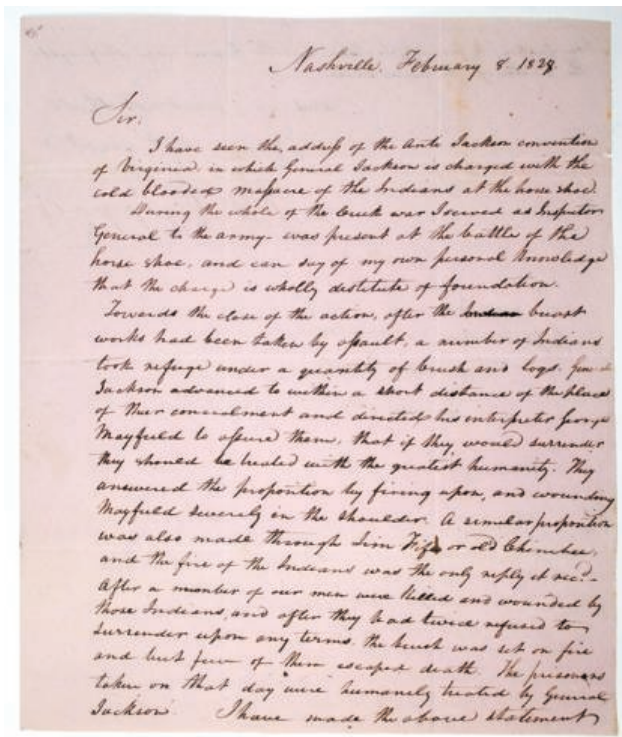 Nashville, February 8. 1828
Sir,
I have seen the address of the Ante Jackson convention
of Virginia, in which General Jackson is charged with the
cold blooded massacre of the Indians at the horse shoe.
During the whole of the Creek war I served as Inspector
General to the army - was present at the battle of the
horse shoe, and can say of my own personal knowledge
that the charge is wholly destitute of foundation.
Towards the close of the action, after the Indian breast
works had been taken by assault, a number of Indians
took refuge under a quantity of brush and logs. Gen
Jackson advanced to within a short distance of the place
of their concealment and directed his interpreter George
Mayfield to assure them, that if they would surrender
they should be treated with the greatest humanity. They
answered the proposition by firing upon, and wounding
Mayfield severely in the shoulder. A similar proposition
was also made through Jim Fife or old Chinibee,
and the fire of the Indians was the only reply it recd.
After a number of our men were killed and wounded by
those Indians, and after they had twice refused to
surrender upon any terms, the brush was set on fire
and but few of them escaped death. The prisoners
taken on that day were humanely treated by General
Jackson. I have made the above statement